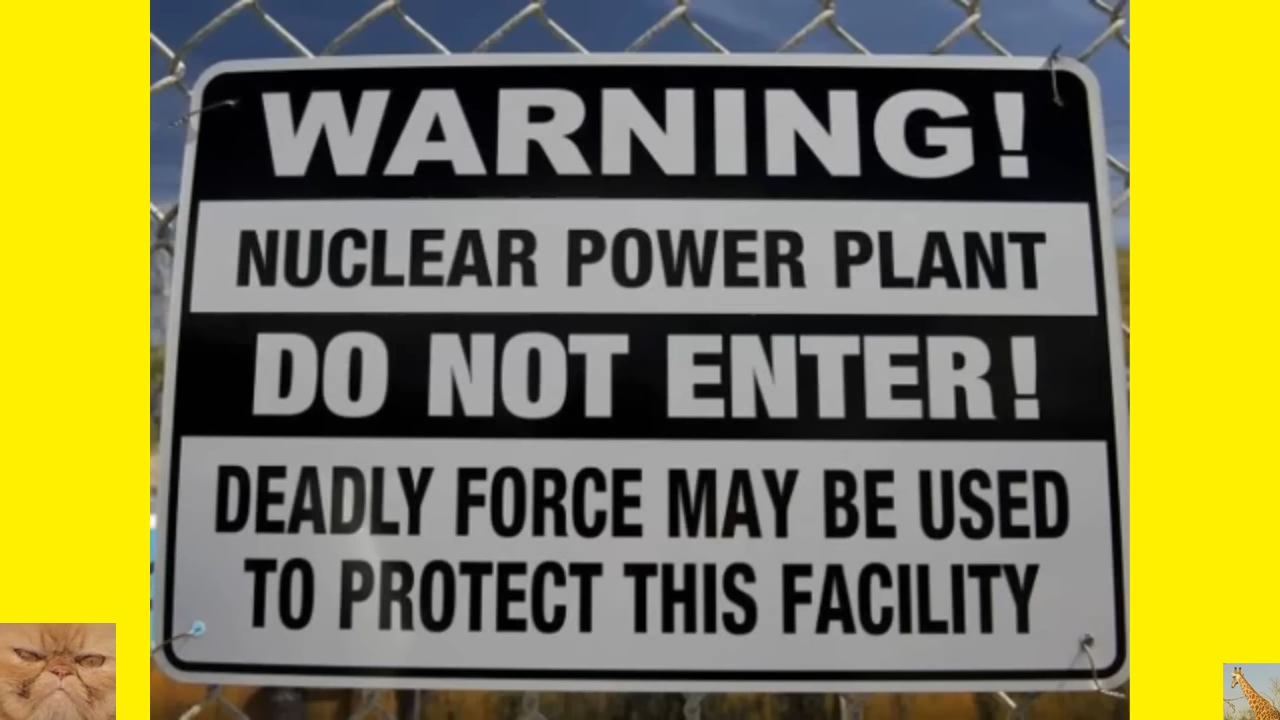 WARNING!
NUCLEAR POWER PLANT
DO NOT ENTER!
DEADLY FORCE MAY BE USED
TO PROTECT THIS FACILITY